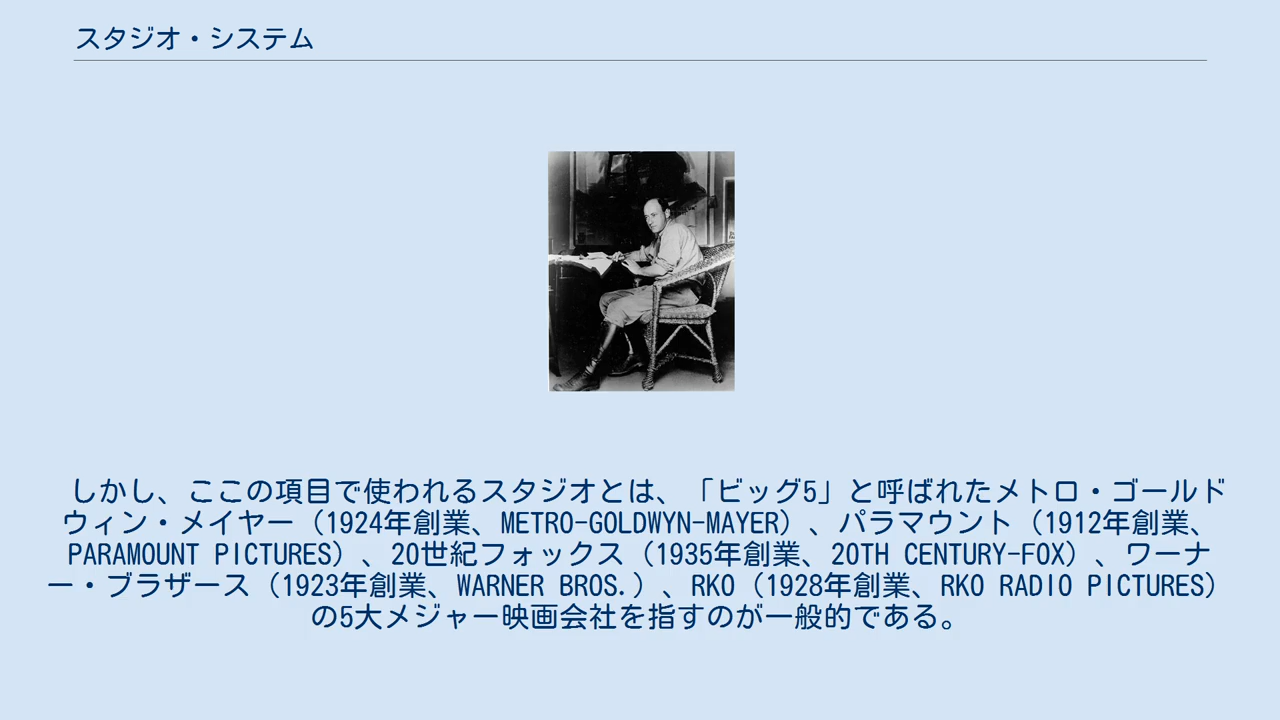 スタジオ・システム
しかし、ここの項目で使われるスタジオとは、「ビッグ5」と呼ばれたメトロ・ゴールド
ウィン・メイヤー（1924年創業、METRO-GOLDWYN-MAYER）、パラマウント（1912年創業、
PARAMOUNT PICTURES）、20世紀フォックス（1935年創業、20TH CENTURY-FOX）、ワーナ
ー・ブラザース（1923年創業、WARNER BROS.）、RKO（1928年創業、RKO RADIO PICTURES）
の5大メジャー映画会社を指すのが一般的である。